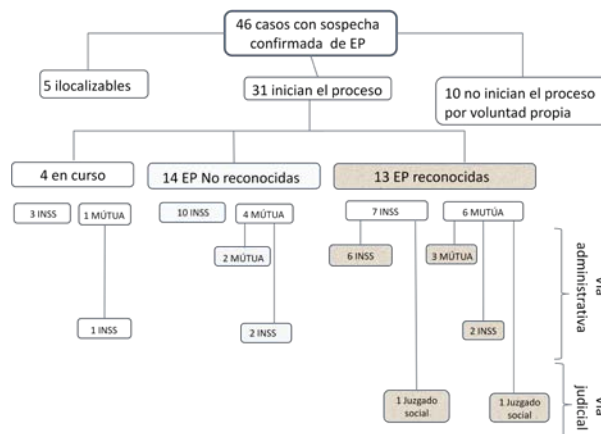 46 casos con sospecha
confirmada de EP
5 ilocalizables
31 inician el proceso
10 no inician el proceso
por voluntad propia
4 en curso
14 EP No reconocidas
13 EP reconocidas
3 INSS
1 MÚTUA
10 INSS
4 MÚTUA
7 INSS
6 MUTÚA
2 MÚTUA
6 INSS
3 MÚTUA
1 INSS
2 INSS
2 INSS
Vía
administrativa
1 Juzgado
social
1 Juzgado
social
Vía
judicial